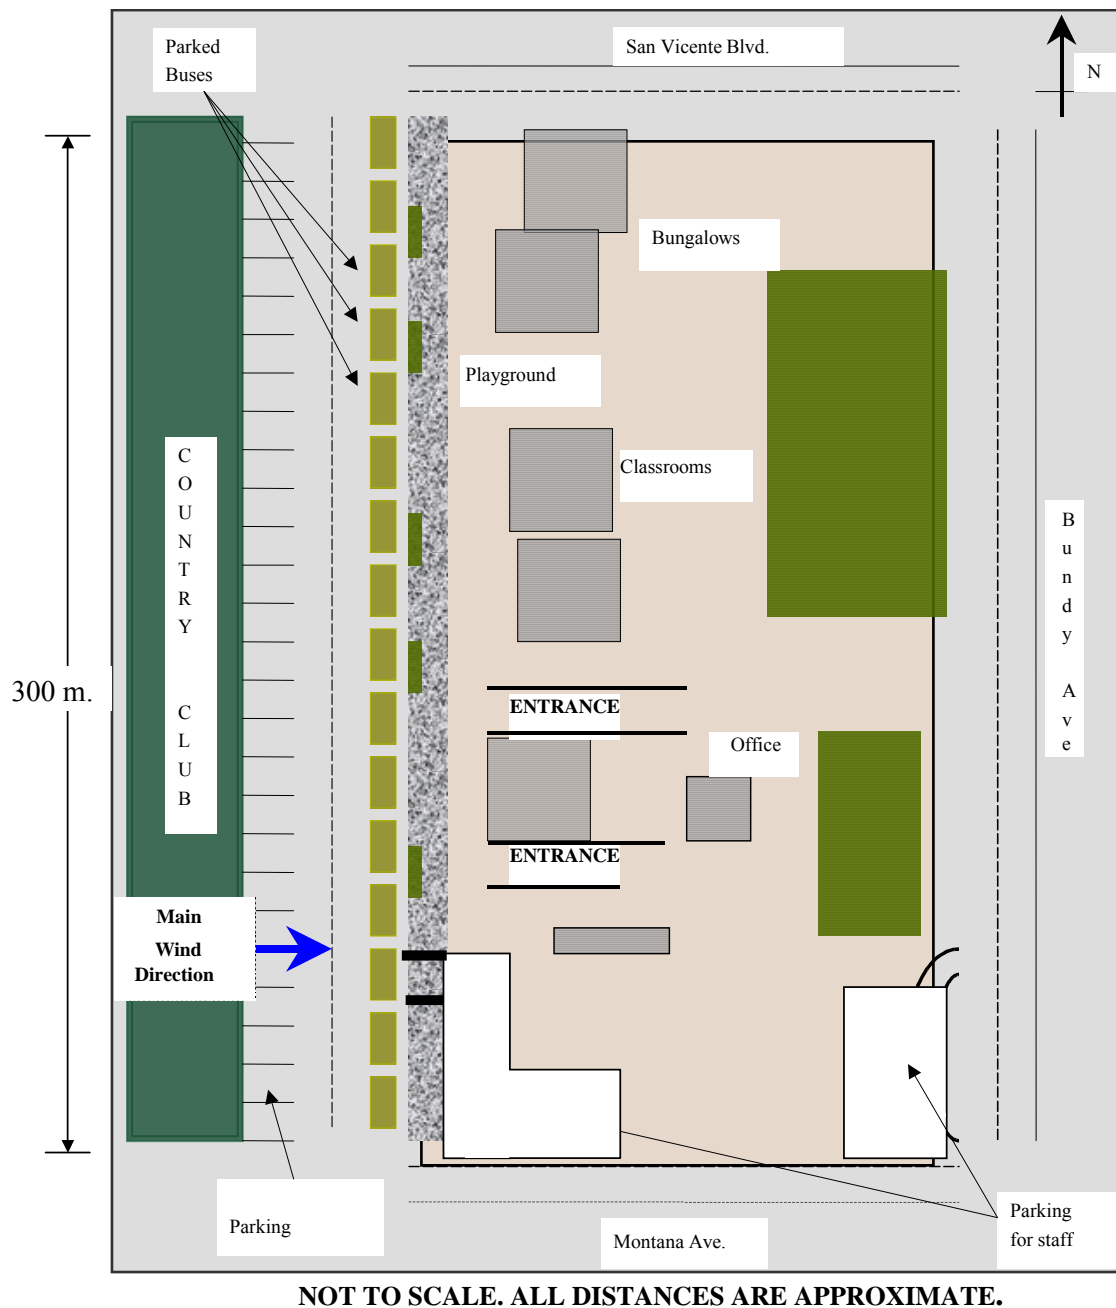 Parked
Buses
San Vicente Blvd.
N
Bungalows
Playground
Classrooms
COUNTRY CLUB
Bundy Ave
300 m.
ENTRANCE
Office
ENTRANCE
Main
Wind
Direction
Parking
Montana Ave.
Parking
for staff
NOT TO SCALE. ALL DISTANCES ARE APPROXIMATE.